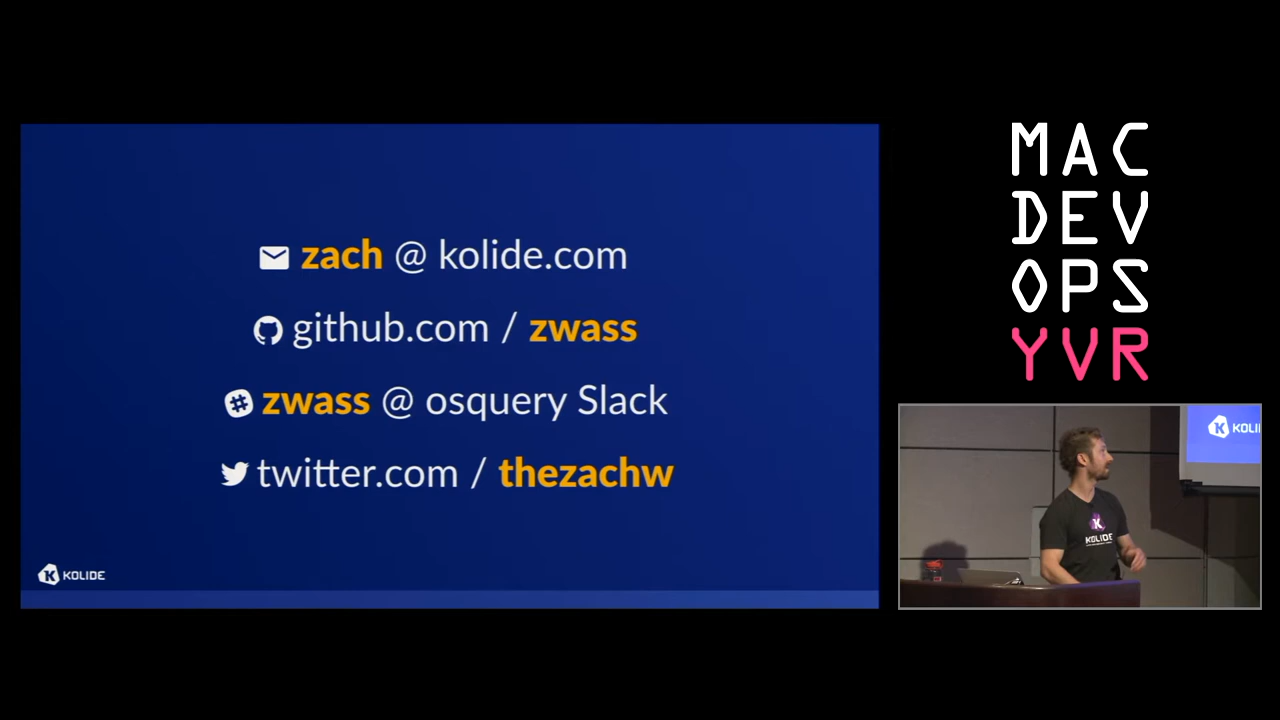 zach @ kolide.com
github.com / zwass
zwass @ osquery Slack
twitter.com / thezachw
KOLIDE
MAC
DEV
OPS
YVR
K KOLI
K
KOLIDE